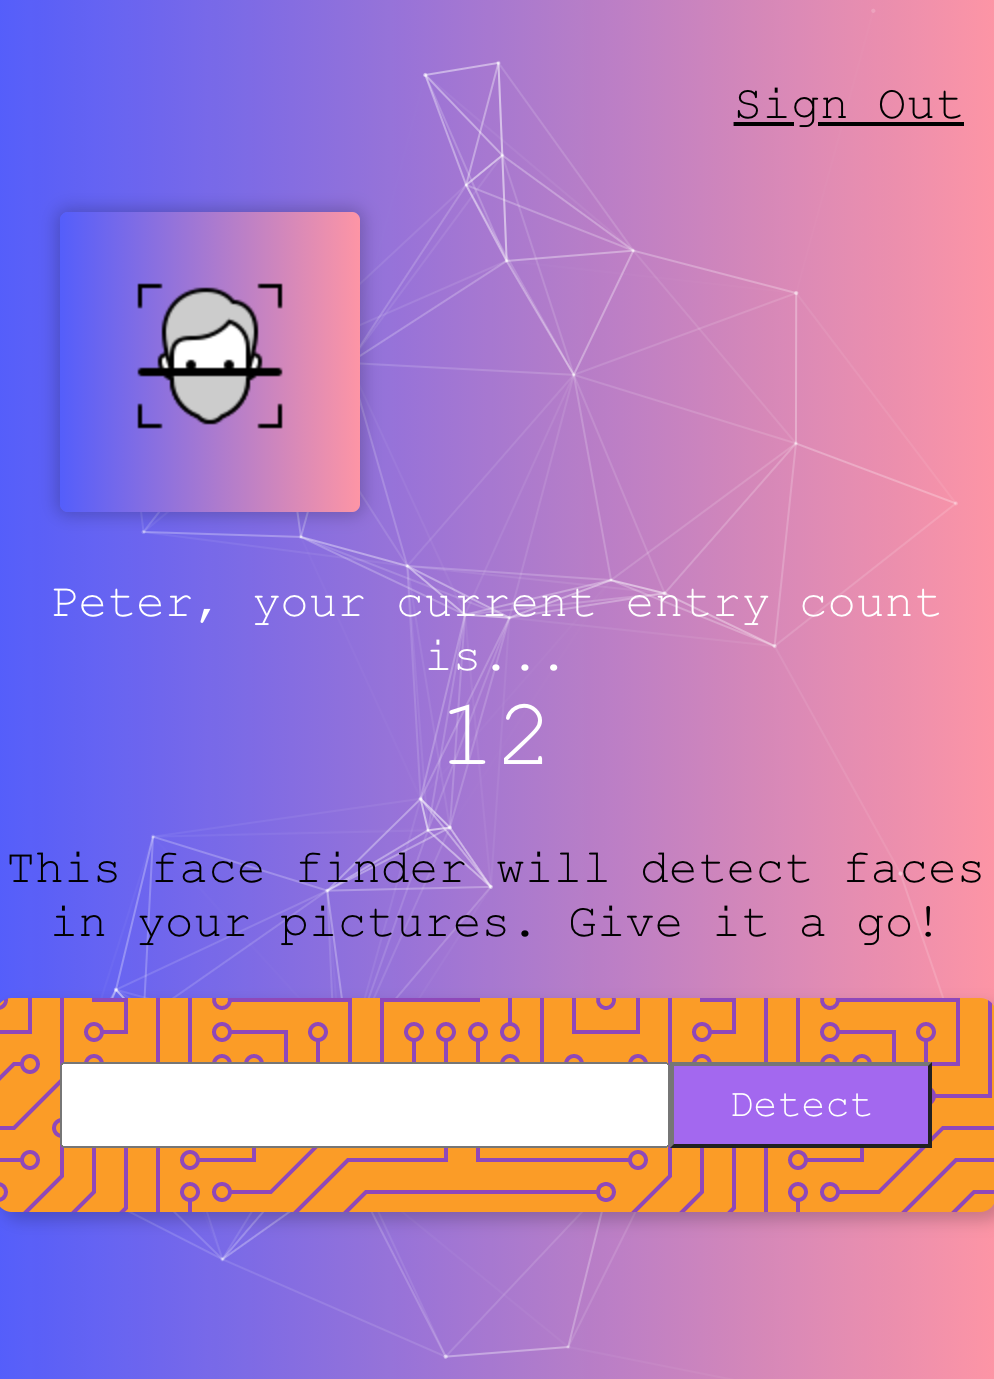 Sign Out
Peter, your current entry count
is...
12
This face finder will detect faces
in your pictures. Give it a go!
Detect